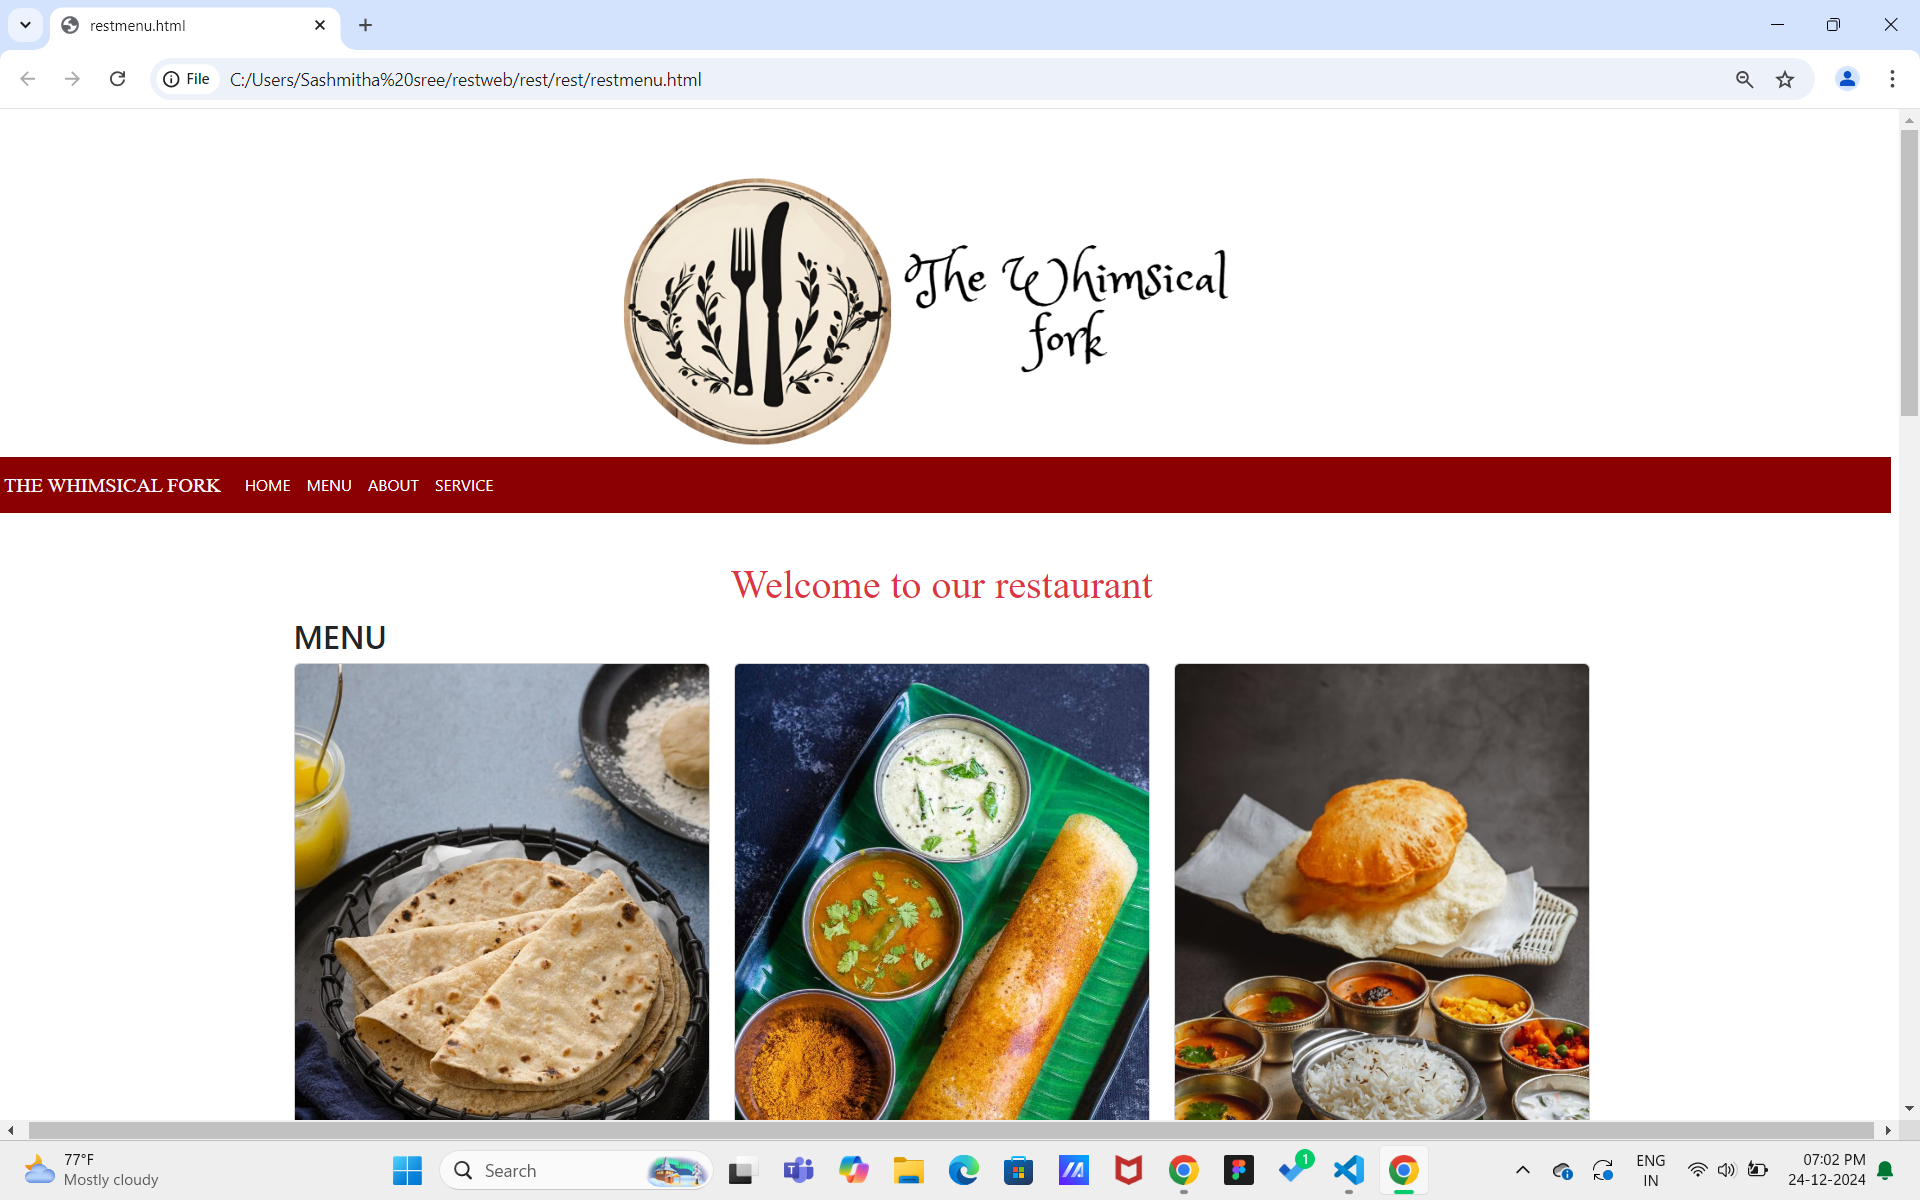 restmenu.html
File
C:/Users/Sashmitha%20sree/restweb/rest/rest/restmenu.html
The Whimsical
fork
THE WHIMSICAL FORK HOME MENU ABOUT SERVICE
Welcome to our restaurant
MENU
77°F
Mostly cloudy
Search
1
ENG
IN
07:02 PM
24-12-2024